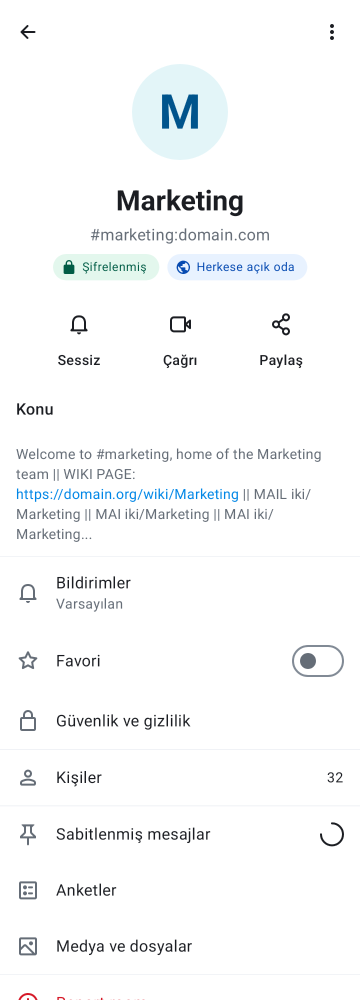 M
Marketing
#marketing:domain.com
Şifrelenmiş
Herkese açık oda
Sessiz
Çağrı
Paylaş
Konu
Welcome to #marketing, home of the Marketing
team || WIKI PAGE:
https://domain.org/wiki/Marketing || MAIL iki/
Marketing || MAI iki/Marketing || MAI iki/
Marketing...
Bildirimler
Varsayılan
Favori
Güvenlik ve gizlilik
Kişiler
32
Sabitlenmiş mesajlar
Anketler
Medya ve dosyalar
Report room